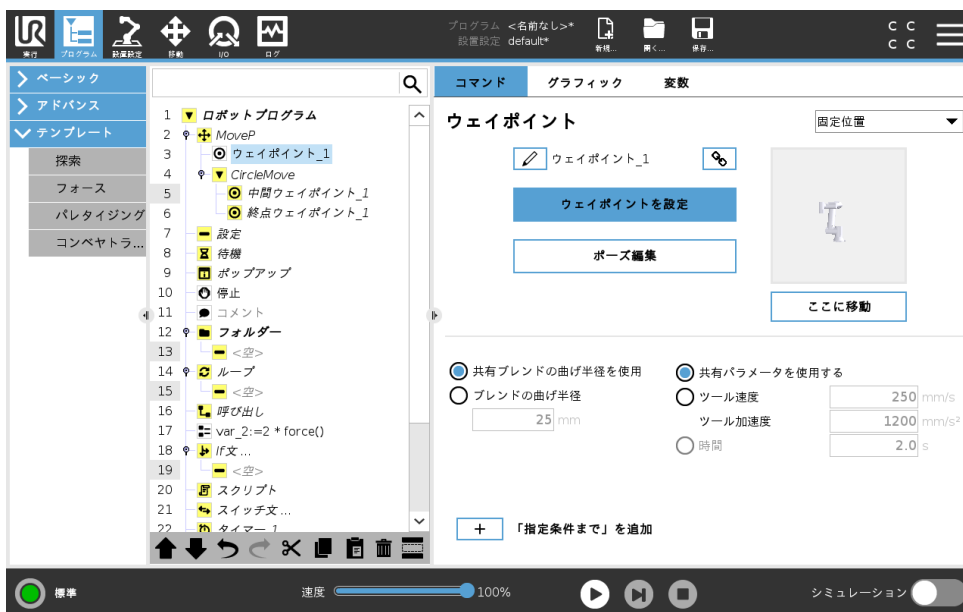 UR
プログラム <名前なし>*
設置設定 default*
実行 プログラム 設置設定 移動 I/O ログ 新規... 開く... 保存...
C C
C C
ベーシック
アドバンス
テンプレート
探索
フォース
パレタイジング
コンベヤトラ...
1 ロボットプログラム
2 MoveP
3 ウェイポイント_1
4 CircleMove
5 中間ウェイポイント_1
6 終点ウェイポイント_1
7 設定
8 待機
9 ポップアップ
10 停止
11 コメント
12 フォルダー
13 <空>
14 ループ
15 <空>
16 呼び出し
17 var_2:=2 * force()
18 If文 ...
19 <空>
20 スクリプト
21 スイッチ文 ...
22 タイマー_1
コマンド グラフィック 変数
ウェイポイント
固定位置
ウェイポイント_1
ウェイポイントを設定
ポーズ編集
ここに移動
共有ブレンドの曲げ半径を使用
ブレンドの曲げ半径
25 mm
共有パラメータを使用する
ツール速度 250 mm/s
ツール加速度 1200 mm/s²
時間 2.0 s
+ 「指定条件まで」を追加
標準
速度 100%
シミュレーション